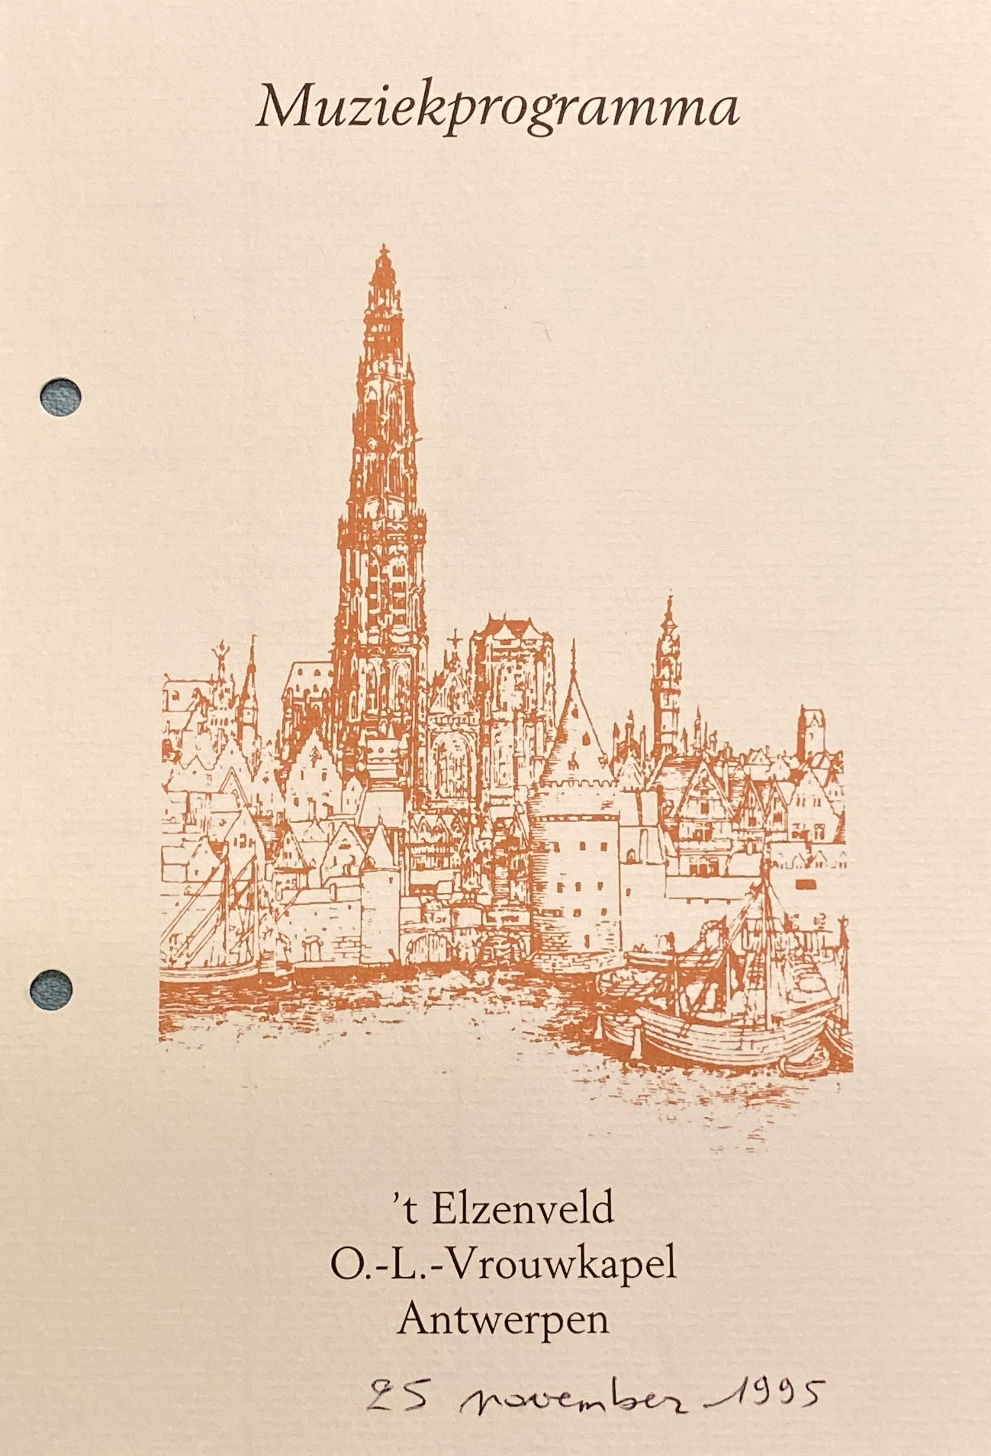 Muziekprogramma
't Elzenveld
O.-L.-Vrouwkapel
Antwerpen
25 november 1995